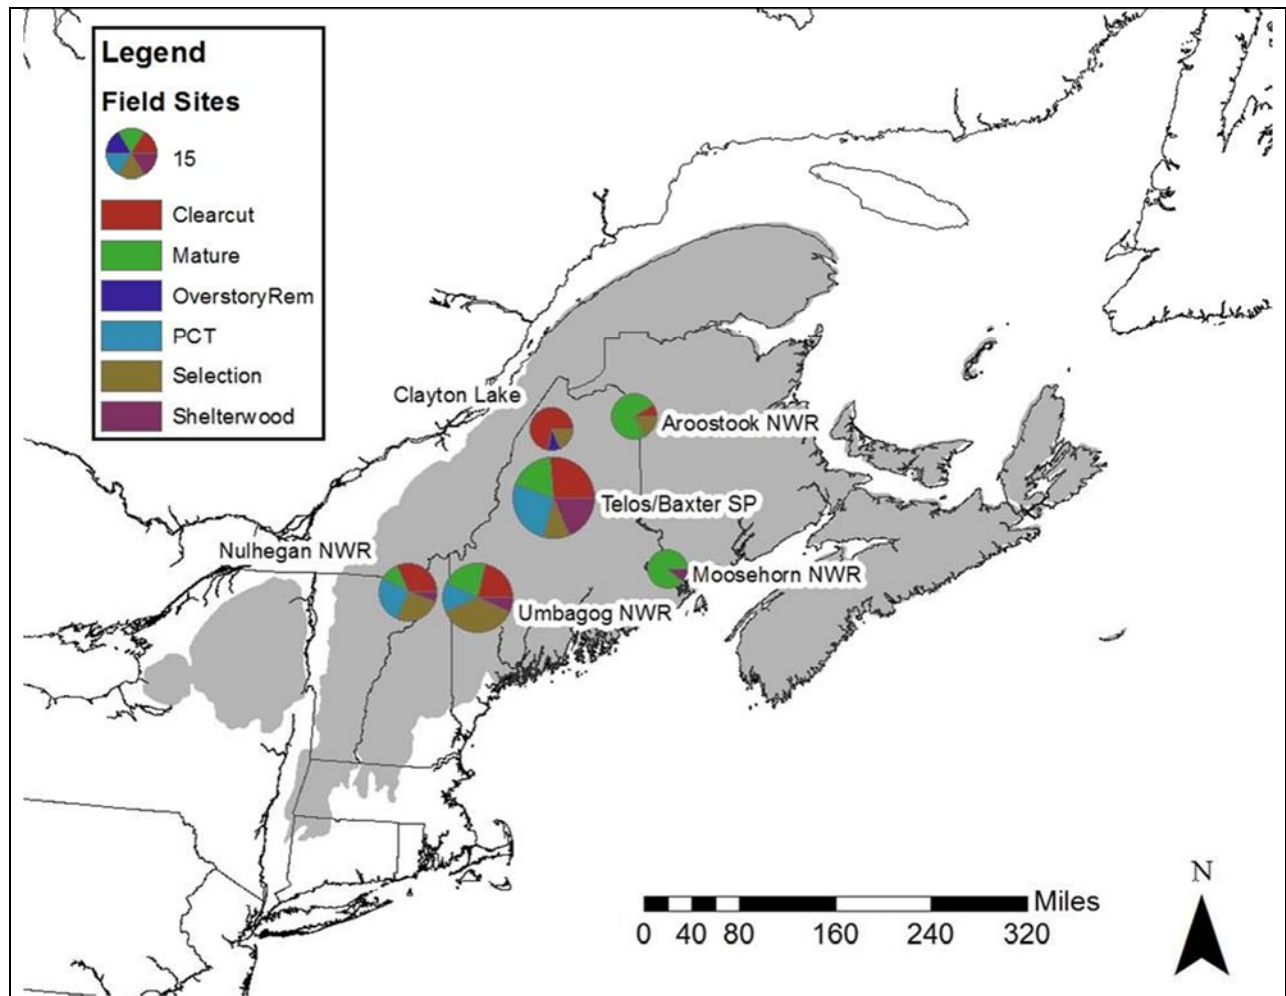 Legend
Field Sites
15
Clearcut
Mature
OverstoryRem
PCT
Selection
Shelterwood
Clayton Lake
Aroostook NWR
Telos/Baxter SP
Nulhegan NWR
Moosehorn NWR
Umbagog NWR
N
Miles
0 40 80 160 240 320